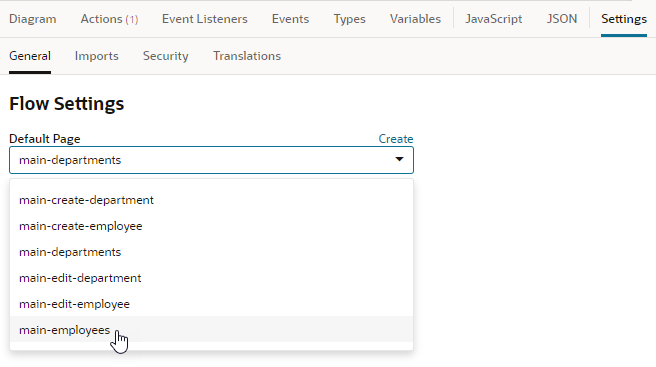 Diagram Actions (1) Event Listeners Events Types Variables JavaScript JSON Settings
General Imports Security Translations
Flow Settings
Default Page Create
main-departments
main-create-department
main-create-employee
main-departments
main-edit-department
main-edit-employee
main-employees